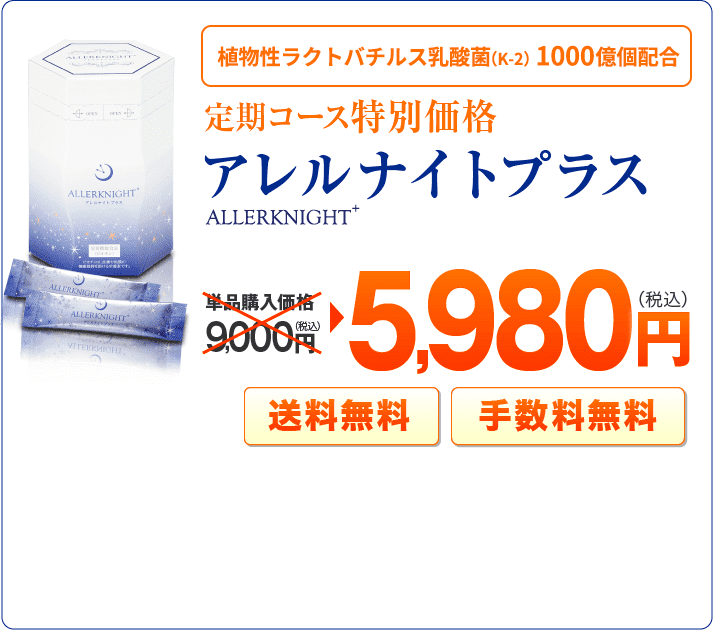 植物性ラクトバチルス乳酸菌(K-2) 1000億個配合
定期コース特別価格
アレルナイトプラス
ALLERKNIGHT+
単品購入価格
9,000円(税込)
5,980円(税込)
送料無料
手数料無料
ALLERKNIGHT+
OPEN
OPEN
ALLERKNIGHT+
アレルナイトプラス
ALLERKNIGHT+
ALLERKNIGHT+